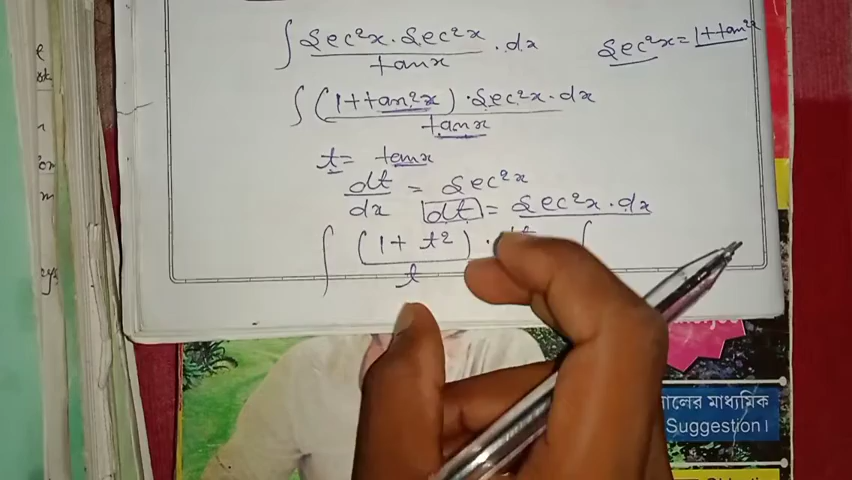 ∫ sec²x · sec²x / tanx · dx
sec²x = 1 + tan²x
∫ (1 + tan²x) · sec²x · dx / tanx
t = tanx
dt/dx = sec²x
dt = sec²x · dx
∫ (1 + t²) / t · ∫
লের মাধ্যমিক
Suggestion।